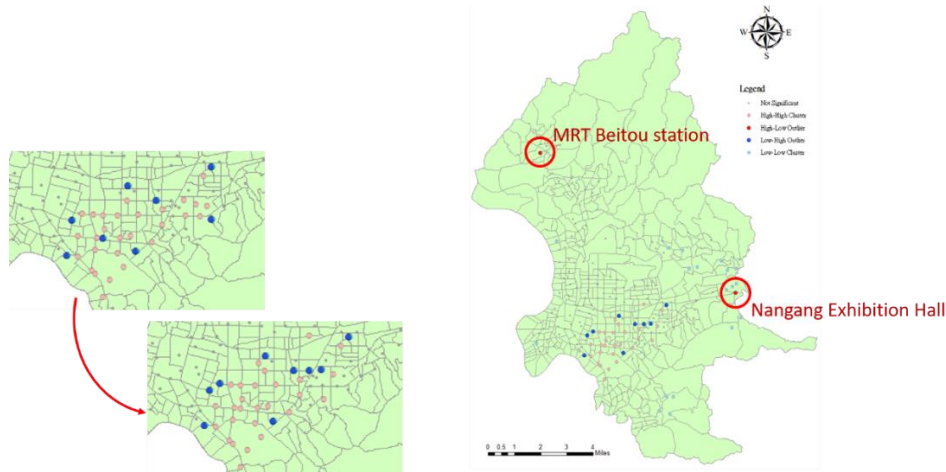 N
W E
S
Legend
Not Significant
High-High Cluster
High-Low Outlier
Low-High Outlier
Low-Low Cluster
MRT Beitou station
Nangang Exhibition Hall
0 0.5 1 2 3 4
Miles